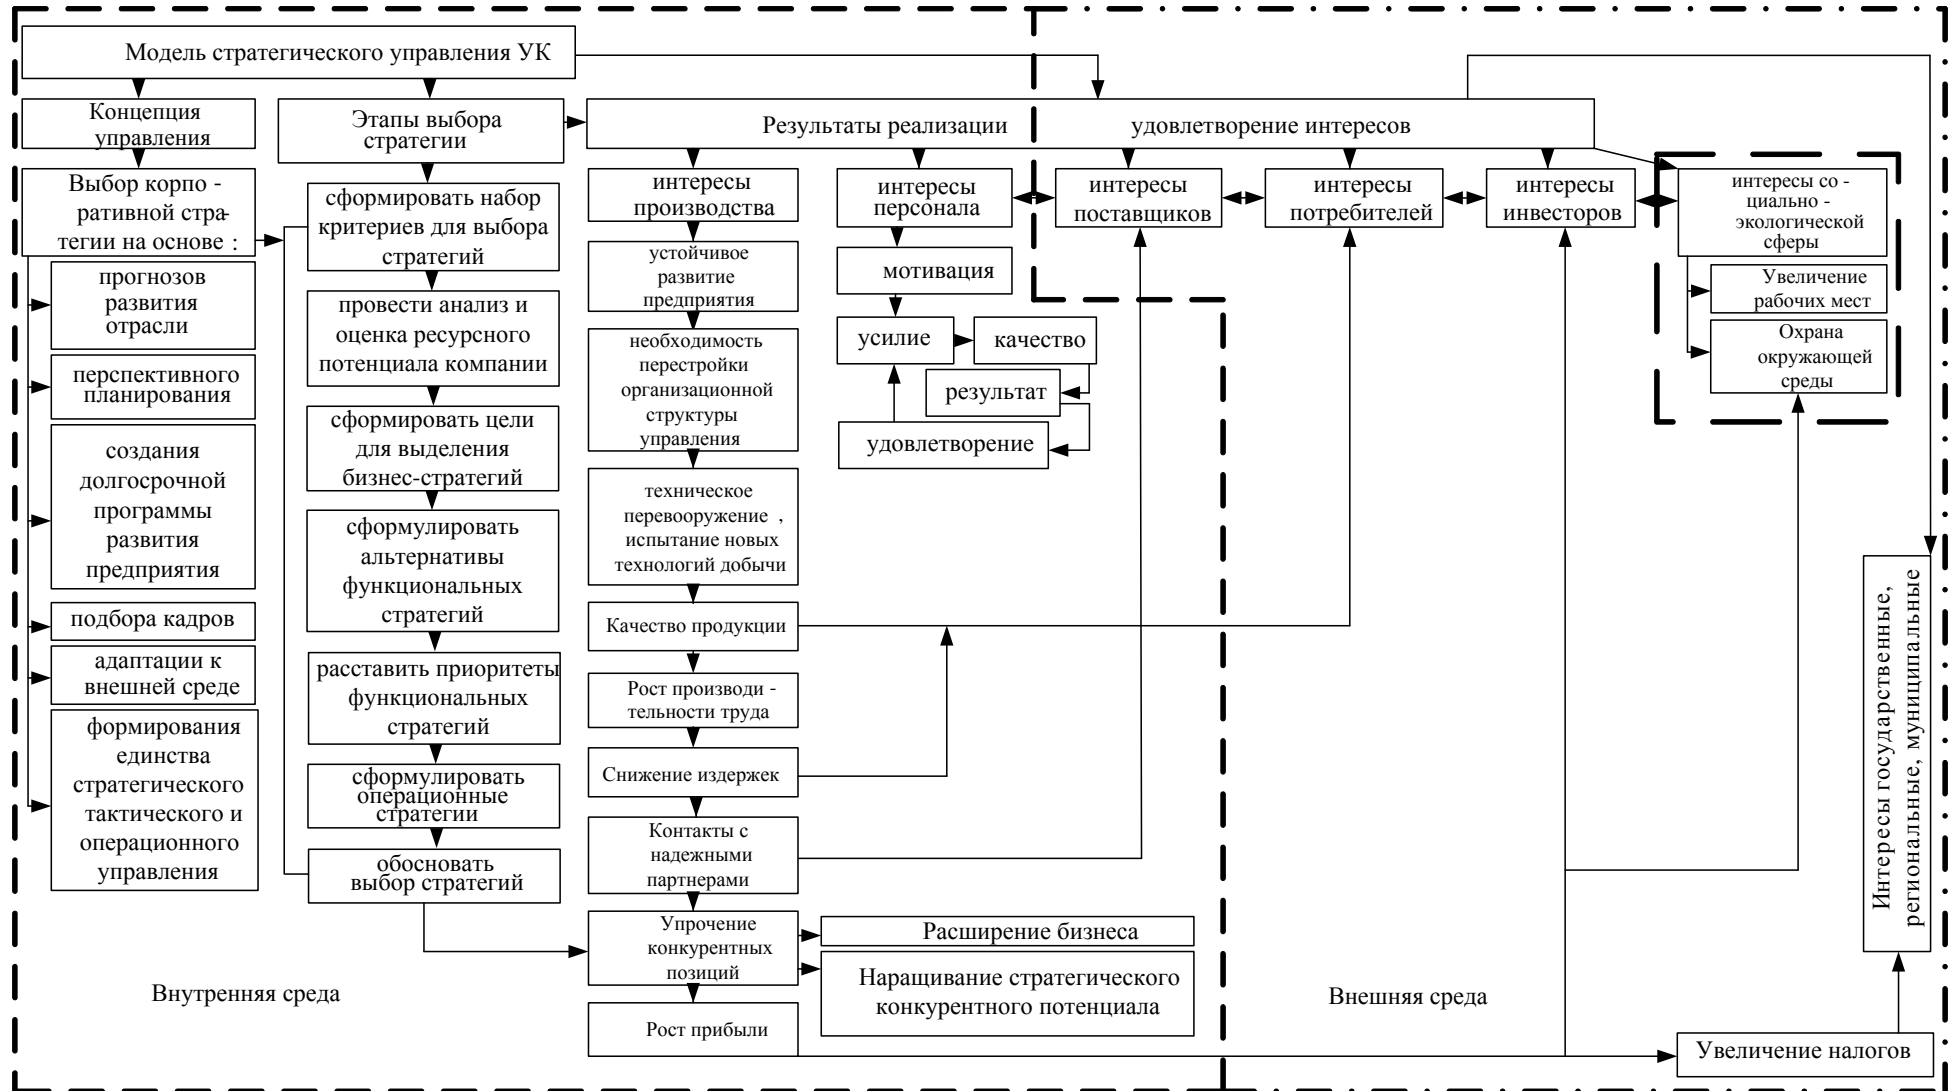 Модель стратегического управления УК
Концепция
управления
Выбор корпо -
ративной стра-
тегии на основе :
прогнозов
развития
отрасли
перспективного
планирования
создания
долгосрочной
программы
развития
предприятия
подбора кадров
адаптации к
внешней среде
формирования
единства
стратегического
тактического и
операционного
управления
Этапы выбора
стратегии
сформировать набор
критериев для выбора
стратегий
провести анализ и
оценка ресурсного
потенциала компании
сформировать цели
для выделения
бизнес-стратегий
сформулировать
альтернативы
функциональных
стратегий
расставить приоритеты
функциональных
стратегий
сформулировать
операционные
стратегии
обосновать
выбор стратегий
Результаты реализации
удовлетворение интересов
интересы
производства
устойчивое
развитие
предприятия
необходимость
перестройки
организационной
структуры
управления
техническое
перевооружение ,
испытание новых
технологий добычи
Качество продукции
Рост производи -
тельности труда
Снижение издержек
Контакты с
надежными
партнерами
Упрочение
конкурентных
позиций
Рост прибыли
Расширение бизнеса
Наращивание стратегического
конкурентного потенциала
интересы
персонала
мотивация
усилие
качество
результат
удовлетворение
интересы
поставщиков
интересы
потребителей
интересы
инвесторов
интересы со -
циально -
экологической
сферы
Увеличение
рабочих мест
Охрана
окружающей
среды
Интересы государственные,
региональные, муниципальные
Увеличение налогов
Внутренняя среда
Внешняя среда